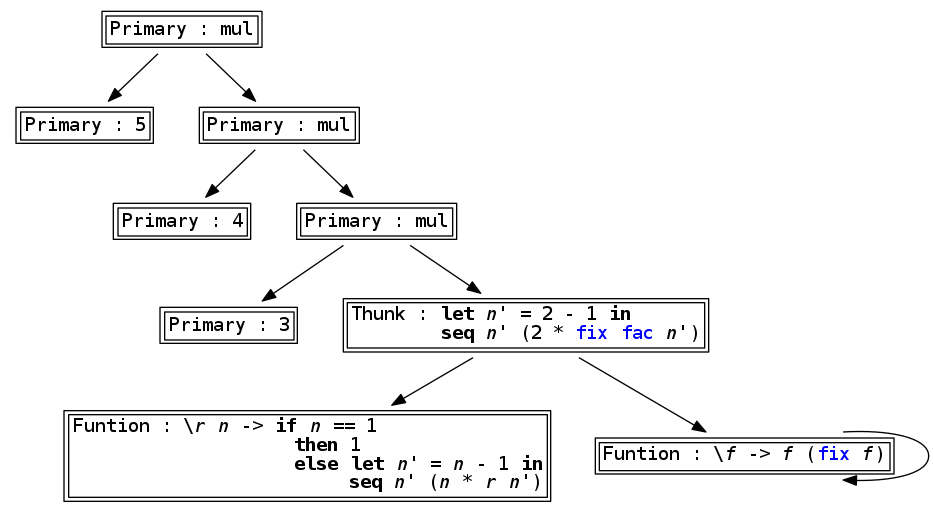 Primary : mul
Primary : 5
Primary : mul
Primary : 4
Primary : mul
Primary : 3
Thunk : let n' = 2 - 1 in
seq n' (2 * fix fac n')
Funtion : \r n -> if n == 1
then 1
else let n' = n - 1 in
seq n' (n * r n')
Funtion : \f -> f (fix f)